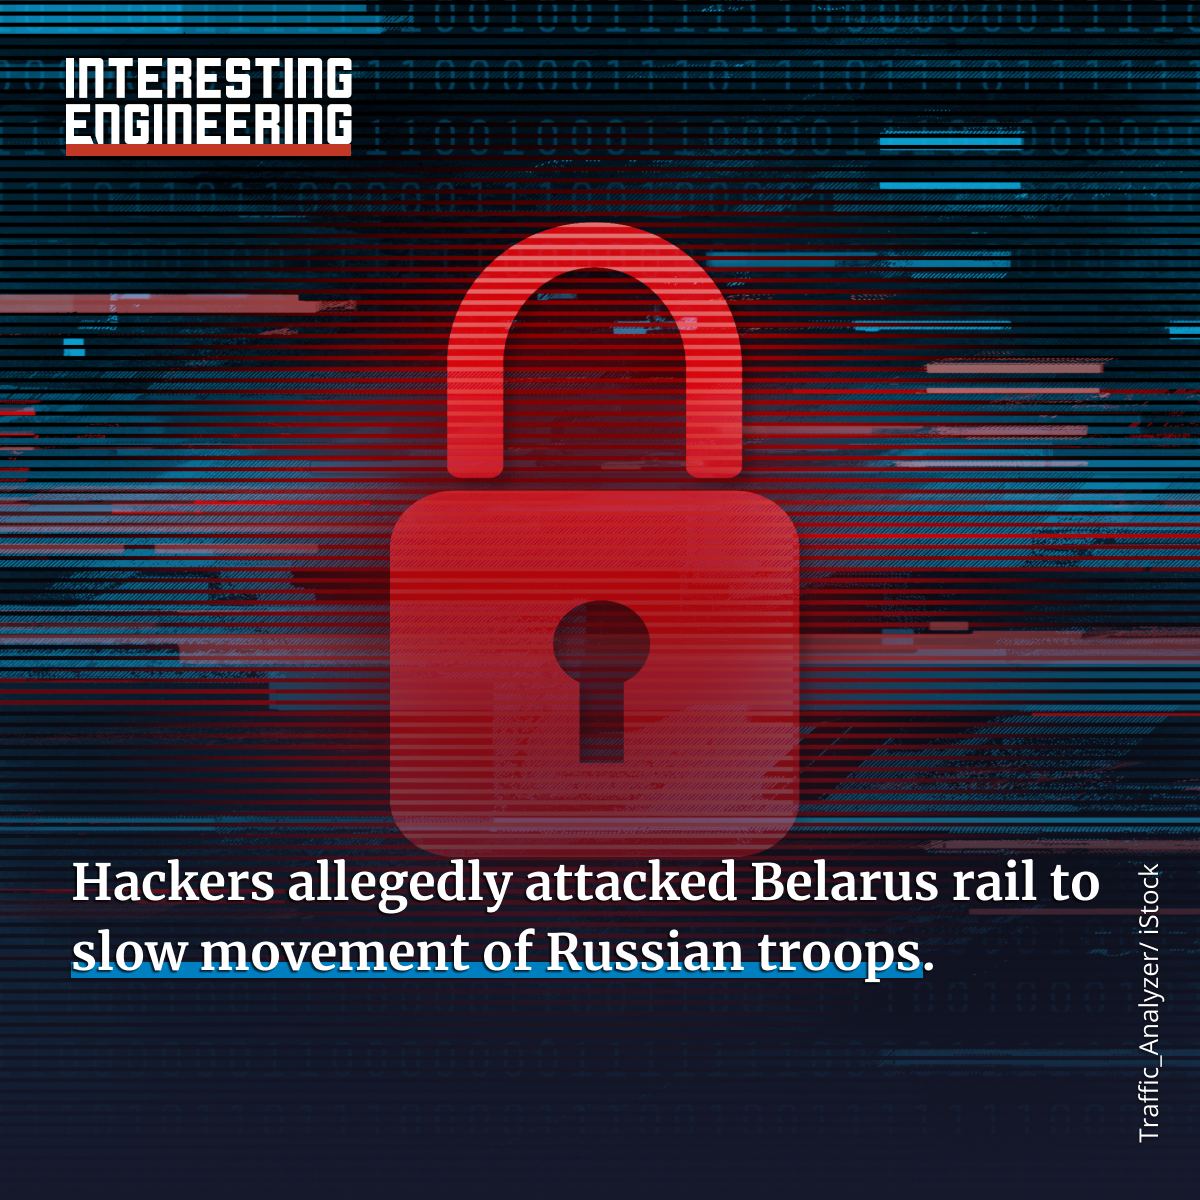 INTERESTING
ENGINEERING
Hackers allegedly attacked Belarus rail to
slow movement of Russian troops.
Traffic_Analyzer/ iStock